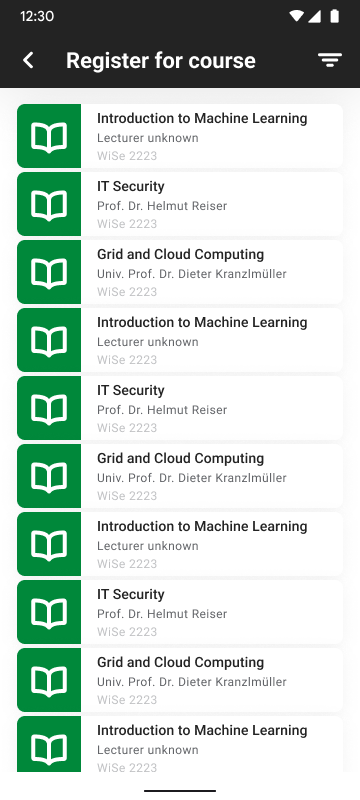 12:30
Register for course
Introduction to Machine Learning
Lecturer unknown
WiSe 2223
IT Security
Prof. Dr. Helmut Reiser
WiSe 2223
Grid and Cloud Computing
Univ. Prof. Dr. Dieter Kranzlmüller
WiSe 2223
Introduction to Machine Learning
Lecturer unknown
WiSe 2223
IT Security
Prof. Dr. Helmut Reiser
WiSe 2223
Grid and Cloud Computing
Univ. Prof. Dr. Dieter Kranzlmüller
WiSe 2223
Introduction to Machine Learning
Lecturer unknown
WiSe 2223
IT Security
Prof. Dr. Helmut Reiser
WiSe 2223
Grid and Cloud Computing
Univ. Prof. Dr. Dieter Kranzlmüller
WiSe 2223
Introduction to Machine Learning
Lecturer unknown
WiSe 2223